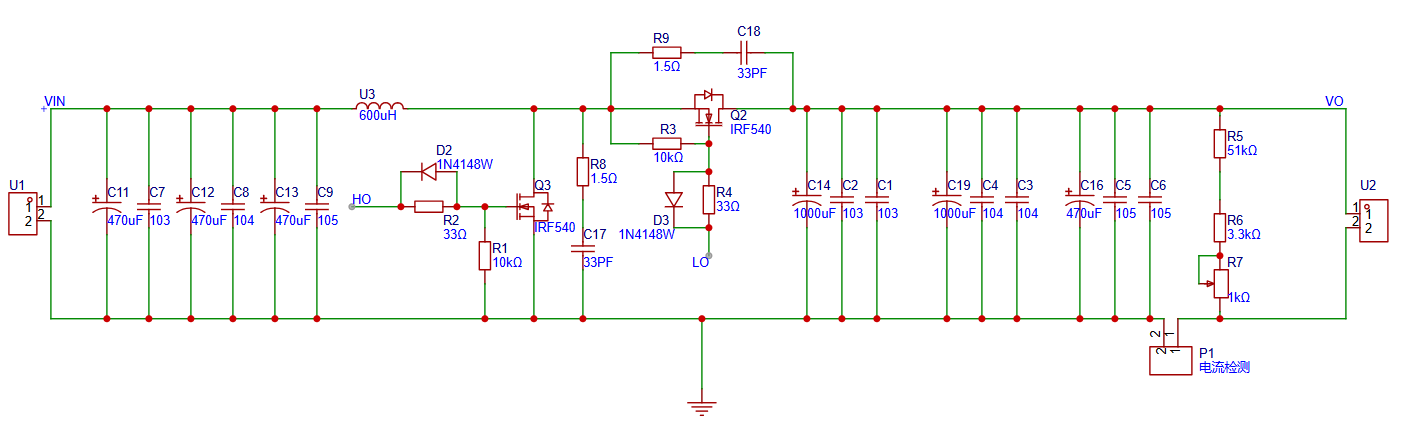 R9
1.5Ω
C18
33PF
VIN
U3
600uH
Q2
IRF540
VO
R3
10kΩ
D2
1N4148W
HO
R2
33Ω
Q3
IRF540
R8
1.5Ω
R4
33Ω
D3
1N4148W
LO
R1
10kΩ
C17
33PF
U1
1
2
1
2
C11
470uF
C7
103
C12
470uF
C8
104
C13
470uF
C9
105
C14
1000uF
C2
103
C1
103
C19
1000uF
C4
104
C3
104
C16
470uF
C5
105
C6
105
R5
51kΩ
R6
3.3kΩ
R7
1kΩ
U2
1
2
1
2
2
1
2
1
P1
电流检测